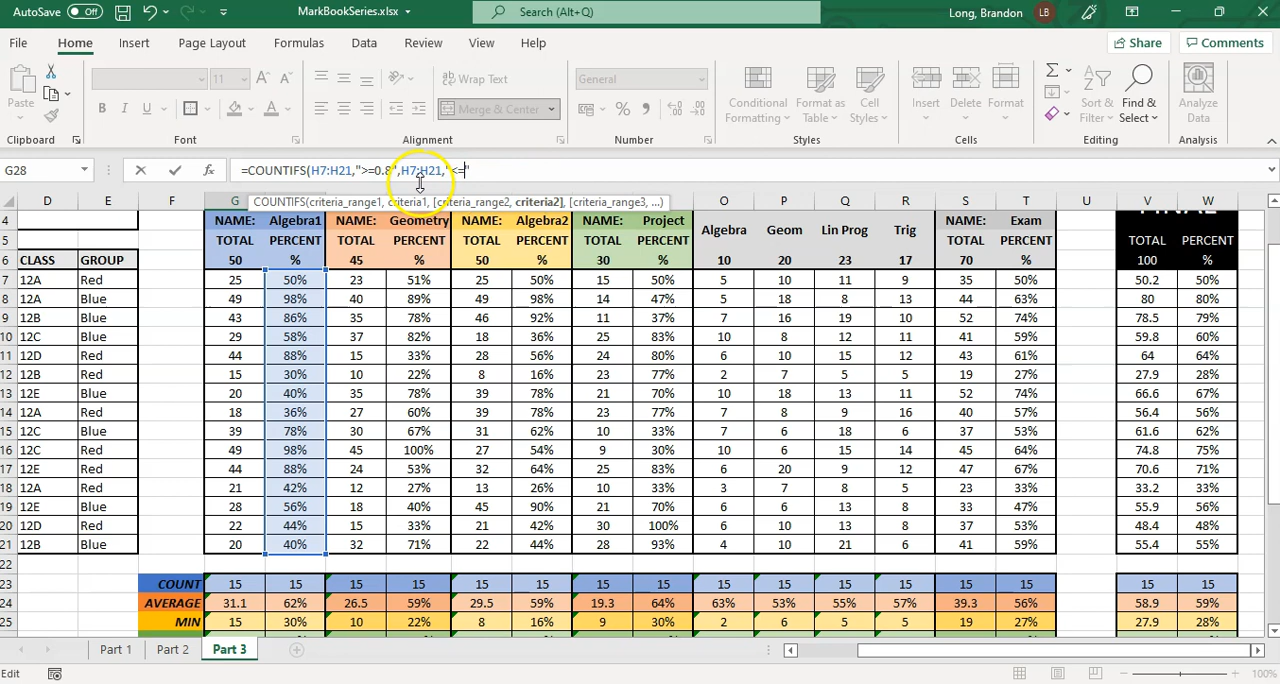 AutoSave Off MarkBookSeries.xlsx Search (Alt+Q) Long, Brandon LB
File Home Insert Page Layout Formulas Data Review View Help Share Comments
Paste 11 A A Wrap Text General Conditional Formatting Format as Table Cell Styles Insert Delete Format Sort & Filter Find & Select Analyze Data
B I U A Merge & Center % 9
Clipboard Font Alignment Number Styles Cells Editing Analysis
G28 fx =COUNTIFS(H7:H21,">=0.8",H7:H21,"<="
COUNTIFS(criteria_range1, criteria1, [criteria_range2, criteria2], [criteria_range3, ...)
D E F G O P Q R S T U V W
4 NAME: Algebra1 NAME: Geometry NAME: Algebra2 NAME: Project Algebra Geom Lin Prog Trig NAME: Exam FINAL
5 TOTAL PERCENT TOTAL PERCENT TOTAL PERCENT TOTAL PERCENT TOTAL PERCENT TOTAL PERCENT
6 CLASS GROUP 50 % 45 % 50 % 30 % 10 20 23 17 70 % 100 %
7 12A Red 25 50% 23 51% 25 50% 15 50% 5 10 11 9 35 50% 50.2 50%
8 12A Blue 49 98% 40 89% 49 98% 14 47% 5 18 8 13 44 63% 80 80%
9 12B Blue 43 86% 35 78% 46 92% 11 37% 7 16 19 10 52 74% 78.5 79%
10 12C Blue 29 58% 37 82% 18 36% 25 83% 10 8 12 11 41 59% 59.8 60%
11 12D Red 44 88% 15 33% 28 56% 24 80% 6 10 15 12 43 61% 64 64%
12 12B Red 15 30% 10 22% 8 16% 23 77% 2 7 5 5 19 27% 27.9 28%
13 12E Blue 20 40% 35 78% 39 78% 21 70% 10 18 13 11 52 74% 66.6 67%
14 12A Red 18 36% 27 60% 39 78% 23 77% 7 8 9 16 40 57% 56.4 56%
15 12C Blue 39 78% 30 67% 31 62% 10 33% 7 6 18 6 37 53% 61.6 62%
16 12C Red 49 98% 45 100% 27 54% 9 30% 10 6 15 14 45 64% 74.8 75%
17 12E Red 44 88% 24 53% 32 64% 25 83% 6 20 9 12 47 67% 70.6 71%
18 12A Red 21 42% 12 27% 13 26% 10 33% 3 7 8 5 23 33% 33.2 33%
19 12E Blue 28 56% 18 40% 45 90% 21 70% 6 6 13 8 33 47% 55.9 56%
20 12D Red 22 44% 15 33% 21 42% 30 100% 6 10 13 8 37 53% 48.4 48%
21 12B Blue 20 40% 32 71% 22 44% 28 93% 4 10 21 6 41 59% 55.4 55%
22
23 COUNT 15 15 15 15 15 15 15 15 15 15 15 15 15 15 15 15
24 AVERAGE 31.1 62% 26.5 59% 29.5 59% 19.3 64% 63% 53% 55% 57% 39.3 56% 58.9 59%
25 MIN 15 30% 10 22% 8 16% 9 30% 2 6 5 5 19 27% 27.9 28%
Part 1 Part 2 Part 3
Edit 100%